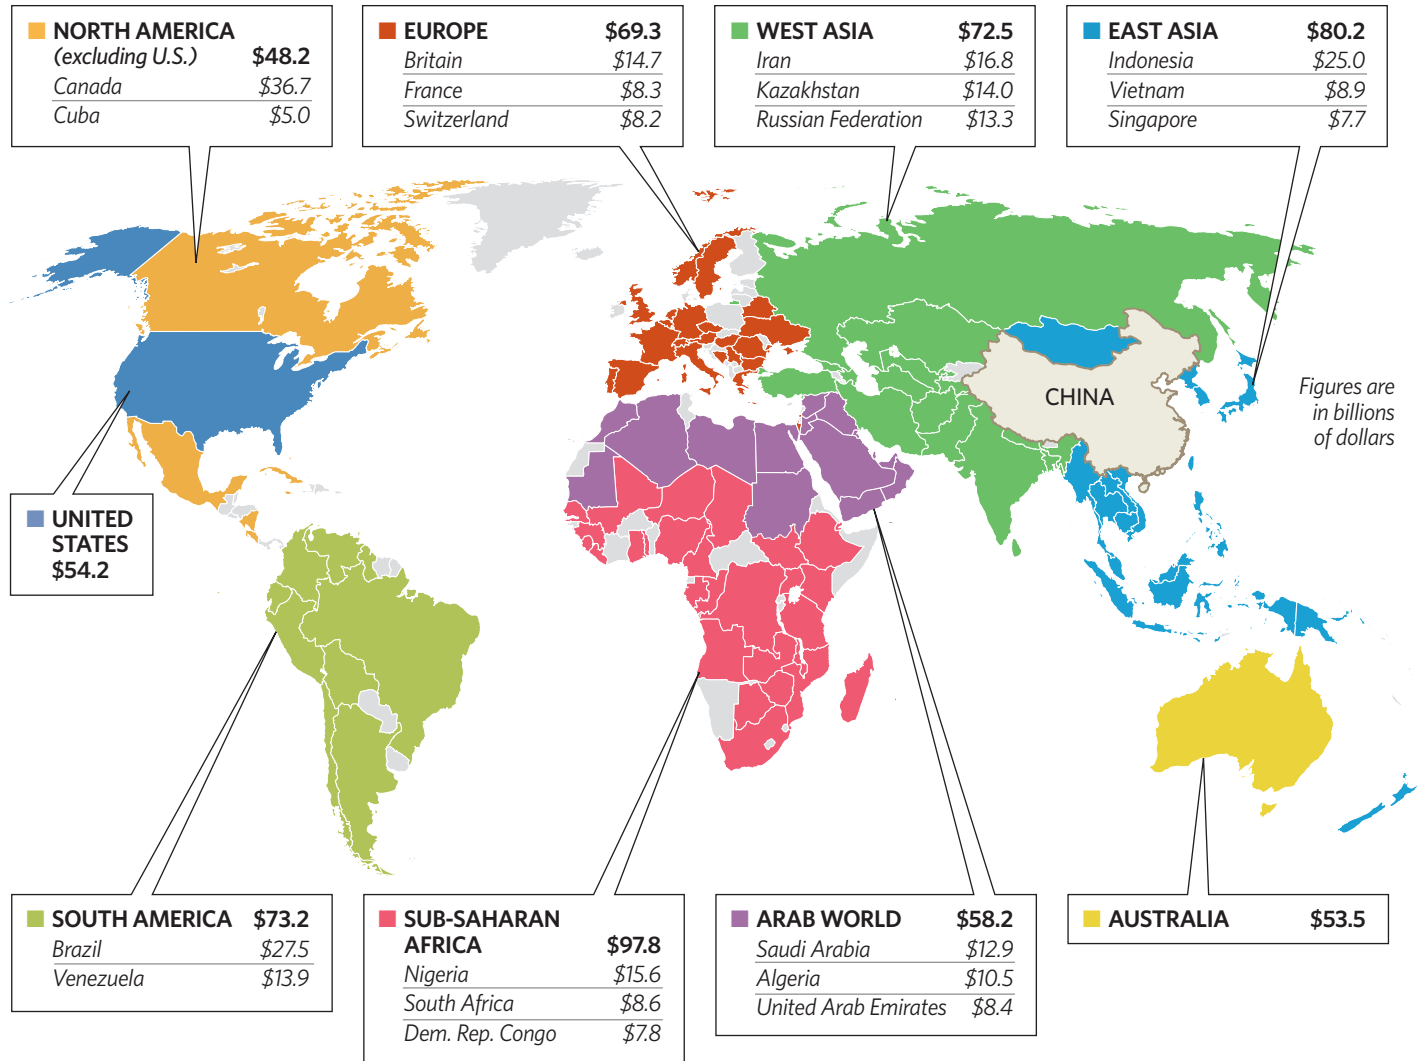 NORTH AMERICA
(excluding U.S.) $48.2
Canada $36.7
Cuba $5.0
EUROPE $69.3
Britain $14.7
France $8.3
Switzerland $8.2
WEST ASIA $72.5
Iran $16.8
Kazakhstan $14.0
Russian Federation $13.3
EAST ASIA $80.2
Indonesia $25.0
Vietnam $8.9
Singapore $7.7
CHINA
Figures are
in billions
of dollars
UNITED
STATES
$54.2
SOUTH AMERICA $73.2
Brazil $27.5
Venezuela $13.9
SUB-SAHARAN
AFRICA $97.8
Nigeria $15.6
South Africa $8.6
Dem. Rep. Congo $7.8
ARAB WORLD $58.2
Saudi Arabia $12.9
Algeria $10.5
United Arab Emirates $8.4
AUSTRALIA $53.5